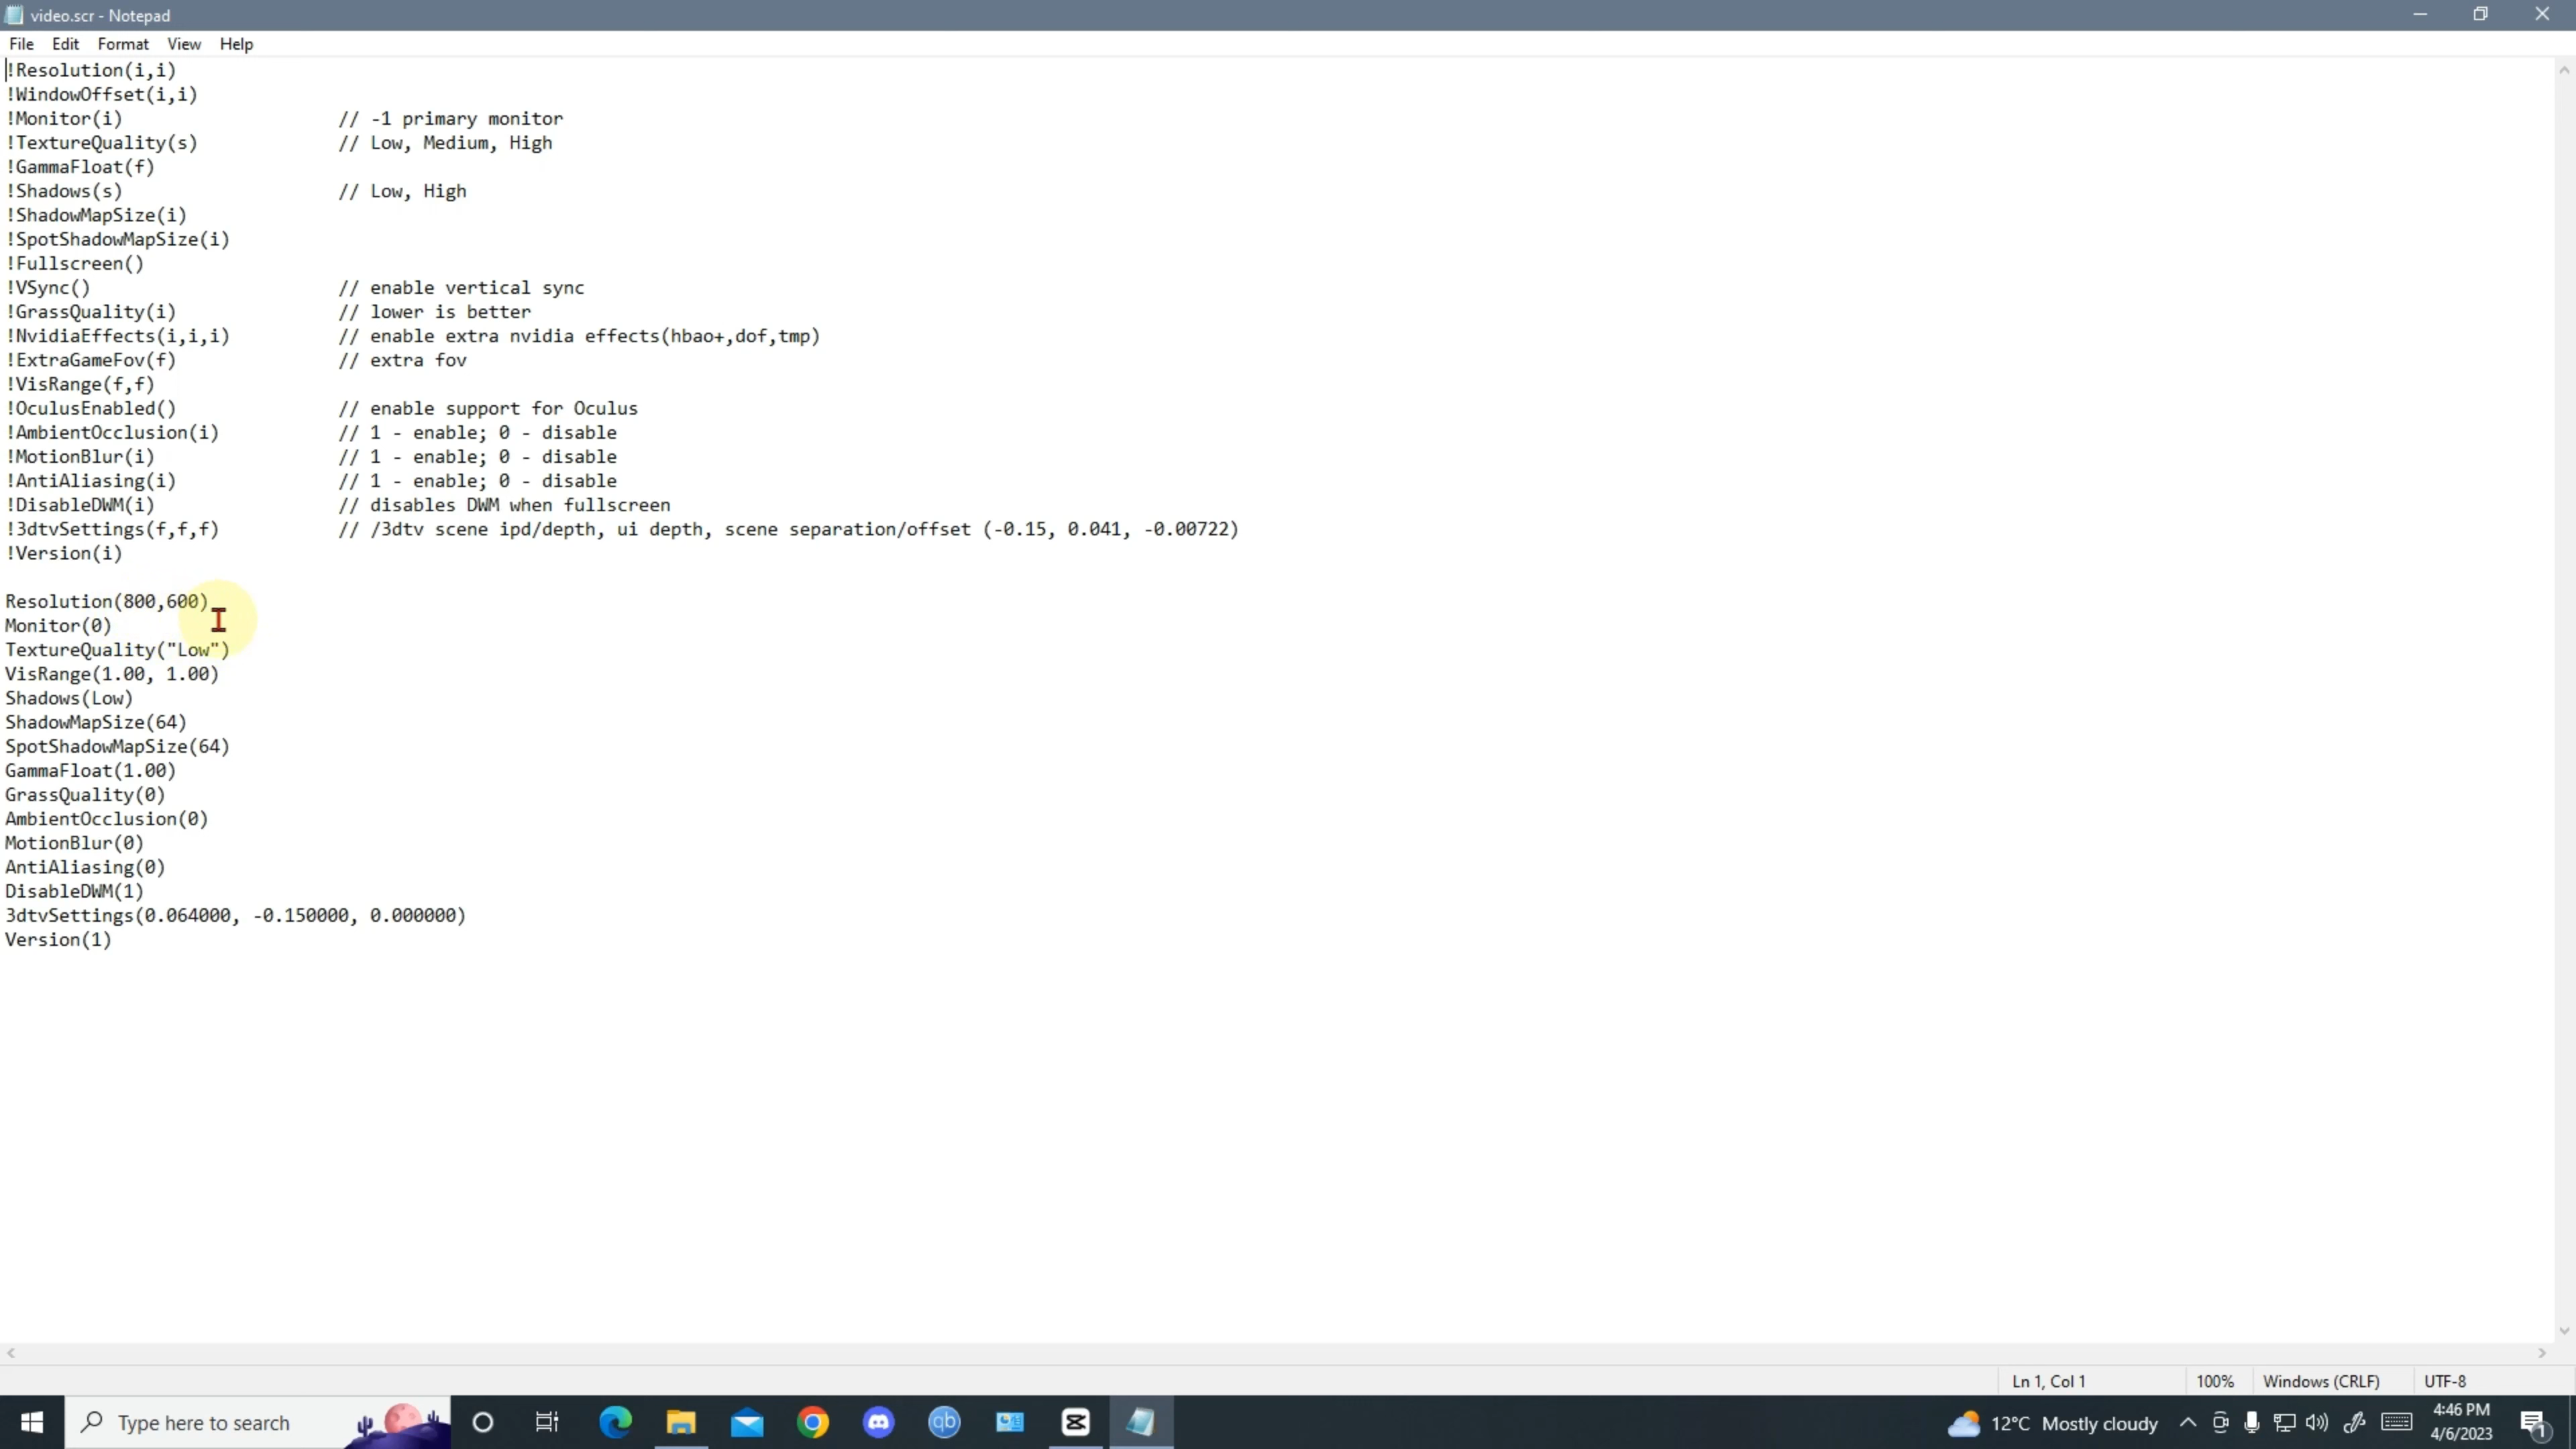 video.scr - Notepad
File Edit Format View Help
!Resolution(i,i)
!WindowOffset(i,i)
!Monitor(i) // -1 primary monitor
!TextureQuality(s) // Low, Medium, High
!GammaFloat(f)
!Shadows(s) // Low, High
!ShadowMapSize(i)
!SpotShadowMapSize(i)
!Fullscreen()
!VSync() // enable vertical sync
!GrassQuality(i) // lower is better
!NvidiaEffects(i,i,i) // enable extra nvidia effects(hbao+,dof,tmp)
!ExtraGameFov(f) // extra fov
!VisRange(f,f)
!OculusEnabled() // enable support for Oculus
!AmbientOcclusion(i) // 1 - enable; 0 - disable
!MotionBlur(i) // 1 - enable; 0 - disable
!AntiAliasing(i) // 1 - enable; 0 - disable
!DisableDWM(i) // disables DWM when fullscreen
!3dtvSettings(f,f,f) // /3dtv scene ipd/depth, ui depth, scene separation/offset (-0.15, 0.041, -0.00722)
!Version(i)
Resolution(800,600)
Monitor(0)
TextureQuality("Low")
VisRange(1.00, 1.00)
Shadows(Low)
ShadowMapSize(64)
SpotShadowMapSize(64)
GammaFloat(1.00)
GrassQuality(0)
AmbientOcclusion(0)
MotionBlur(0)
AntiAliasing(0)
DisableDWM(1)
3dtvSettings(0.064000, -0.150000, 0.000000)
Version(1)
Ln 1, Col 1 100% Windows (CRLF) UTF-8
Type here to search qb 12°C Mostly cloudy 4:46 PM
4/6/2023 1